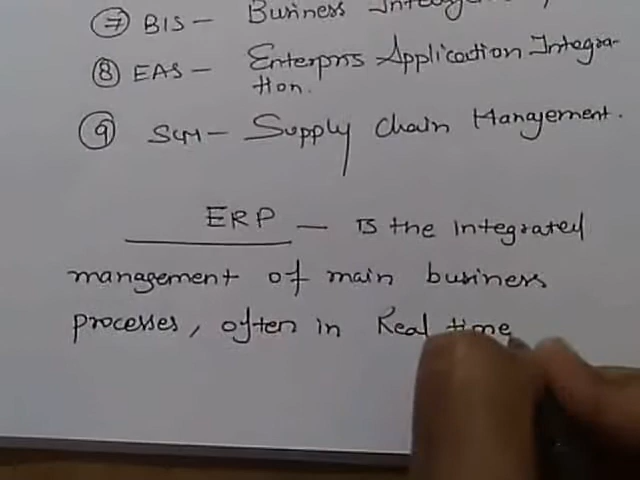 ⑦ BIS - Business
⑧ EAS - Enterpris Application Integra-
tion.
⑨ SCM - Supply Chain Management.
ERP - is the integrated
management of main business
processes, often in Real time